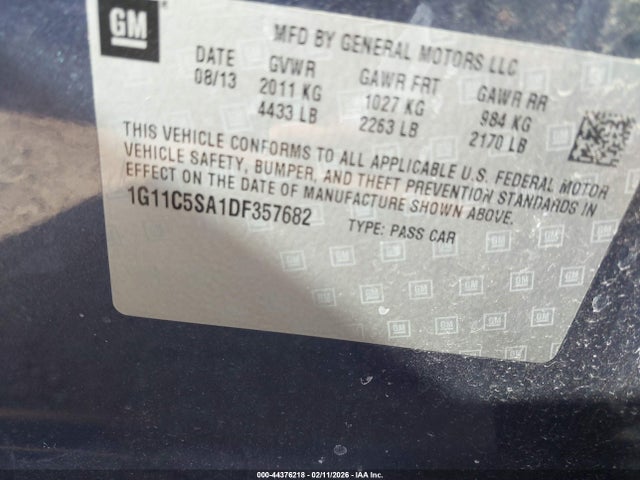 GM
MFD BY GENERAL MOTORS LLC
DATE GVWR GAWR FRT GAWR RR
08/13 2011 KG 1027 KG 984 KG
4433 LB 2263 LB 2170 LB
THIS VEHICLE CONFORMS TO ALL APPLICABLE U.S. FEDERAL MOTOR
VEHICLE SAFETY, BUMPER, AND THEFT PREVENTION STANDARDS IN
EFFECT ON THE DATE OF MANUFACTURE SHOWN ABOVE.
1G11C5SA1DF357682 TYPE: PASS CAR
000-44376218 - 02/11/2026 - IAA Inc.